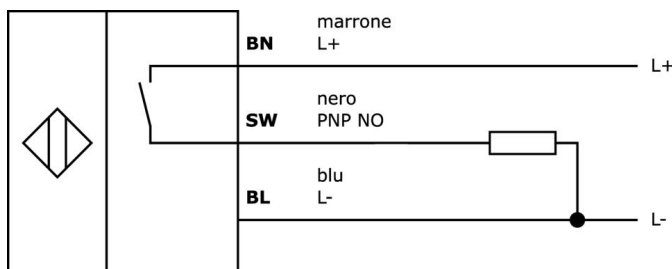 marrone
BN L+
L+
nero
SW PNP NO
blu
BL L-
L-